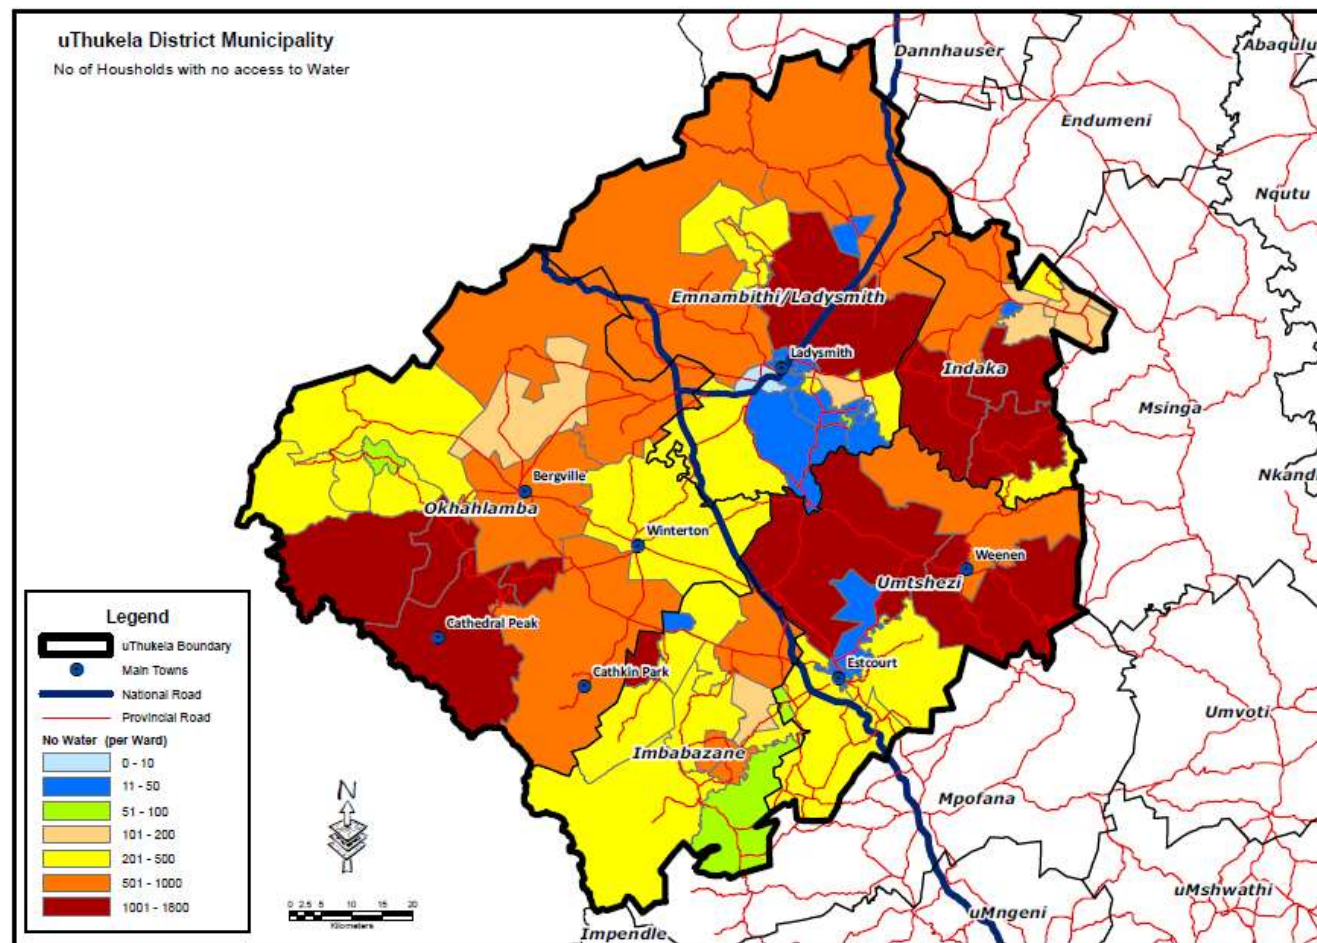 uThukela District Municipality
No of Housholds with no access to Water
Dannhauser
Abaqulu
Endumeni
Nqutu
Emnambithi/Ladysmith
Ladysmith
Indaka
Msinga
Nkandl
Bergville
Okhahlamba
Winterton
Weenen
Umtshezi
Cathedral Peak
Cathkin Park
Estcourt
Umvoti
Imbabazane
Mpofana
uMshwathi
uMngeni
Impendle
Legend
uThukela Boundary
Main Towns
National Road
Provincial Road
No Water (per Ward)
0 - 10
11 - 50
51 - 100
101 - 200
201 - 500
501 - 1000
1001 - 1800
N
0 2.5 5 10 15 20
Kilometers